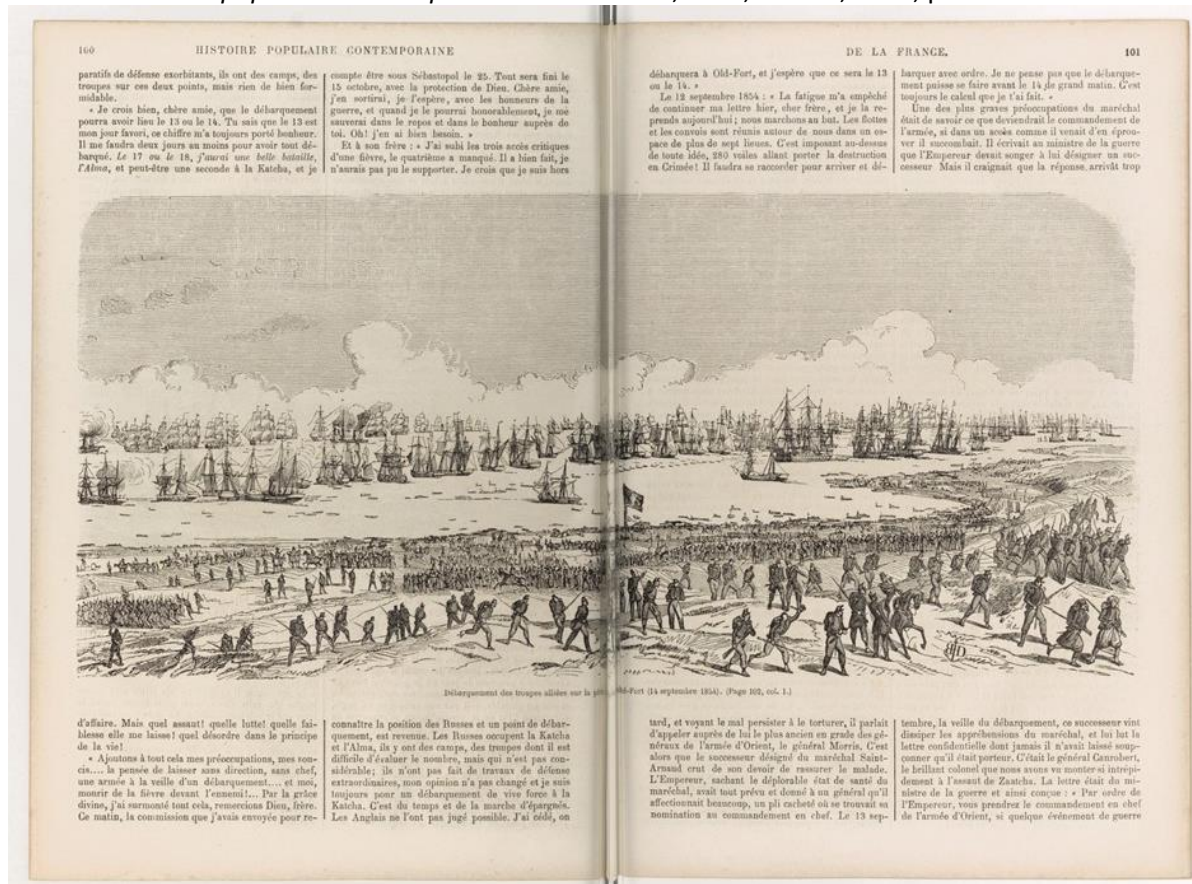 160
HISTOIRE POPULAIRE CONTEMPORAINE
paratifs de défense exorbitants, ils ont des camps, des
troupes sur ces deux points, mais rien de bien for-
midable.
« Je crois bien, chère amie, que le débarquement
pourra avoir lieu le 13 ou le 14. Tu sais que le 13 est
mon jour favori, ce chiffre m'a toujours porté bonheur.
Il me faudra deux jours au moins pour avoir tout dé-
barqué. Le 17 ou le 18, j'aurai une belle bataille,
l'Alma, et peut-être une seconde à la Katcha, et je
compte être sous Sébastopol le 25. Tout sera fini le
15 octobre, avec la protection de Dieu. Chère amie,
j'en sortirai, je l'espère, avec les honneurs de la
guerre, et quand je le pourrai honorablement, je me
sauverai dans le repos et dans le bonheur auprès de
toi. Oh! j'en ai bien besoin. »
Et à son frère : « J'ai subi les trois accès critiques
d'une fièvre, le quatrième a manqué. Il a bien fait, je
n'aurais pas pu le supporter. Je crois que je suis hors
d'affaire. Mais quel assaut! quelle lutte! quelle fai-
blesse elle me laisse! quel désordre dans le principe
de la vie!
« Ajoutons à tout cela mes préoccupations, mes sou-
cis.... la pensée de laisser sans direction, sans chef,
une armée à la veille d'un débarquement.... et moi,
mourir de la fièvre devant l'ennemi!... Par la grâce
divine, j'ai surmonté tout cela, remercions Dieu, frère.
Ce matin, la commission que j'avais envoyée pour re-
connaître la position des Russes et un point de débar-
quement, est revenue. Les Russes occupent la Katcha
et l'Alma, ils y ont des camps, des troupes dont il est
difficile d'évaluer le nombre, mais qui n'est pas con-
sidérable; ils n'ont pas fait de travaux de défense
extraordinaires, mon opinion n'a pas changé et je suis
toujours pour un débarquement de vive force à la
Katcha. C'est du temps et de la marche d'épargnés.
Les Anglais ne l'ont pas jugé possible. J'ai cédé, on
DE LA FRANCE.
101
débarquera à Old-Fort, et j'espère que ce sera le 13
ou le 14. »
Le 12 septembre 1854 : « La fatigue m'a empêché
de continuer ma lettre hier, cher frère, et je la re-
prends aujourd'hui; nous marchons au but. Les flottes
et les convois sont réunis autour de nous dans un es-
pace de plus de sept lieues. C'est imposant au-dessus
de toute idée, 280 voiles allant porter la destruction
en Crimée! Il faudra se raccorder pour arriver et dé-
barquer avec ordre. Je ne pense pas que le débarque-
ment puisse se faire avant le 14 de grand matin. C'est
toujours le calcul que je t'ai fait. »
Une des plus graves préoccupations du maréchal
était de savoir ce que deviendrait le commandement de
l'armée, si dans un accès comme il venait d'en éprou-
ver il succombait. Il écrivait au ministre de la guerre
que l'Empereur devait songer à lui désigner un suc-
cesseur Mais il craignait que la réponse arrivât trop
BD
Débarquement des troupes alliées sur la Old-Fort (14 septembre 1854). (Page 102, col. 1.)
tard, et voyant le mal persister à le torturer, il parlait
d'appeler auprès de lui le plus ancien en grade des gé-
néraux de l'armée d'Orient, le général Morris. C'est
alors que le successeur désigné du maréchal Saint-
Arnaud crut de son devoir de rassurer le malade.
L'Empereur, sachant le déplorable état de santé du
maréchal, avait tout prévu et donné à un général qu'il
affectionnait beaucoup, un pli cacheté où se trouvait sa
nomination au commandement en chef. Le 13 sep-
tembre, la veille du débarquement, ce successeur vint
dissiper les appréhensions du maréchal, et lui lut la
lettre confidentielle dont jamais il n'avait laissé soup-
çonner qu'il était porteur. C'était le général Canrobert,
le brillant colonel que nous avons vu monter si intrépi-
dement à l'assaut de Zaatcha. La lettre était du mi-
nistre de la guerre et ainsi conçue : « Par ordre de
l'Empereur, vous prendrez le commandement en chef
de l'armée d'Orient, si quelque événement de guerre